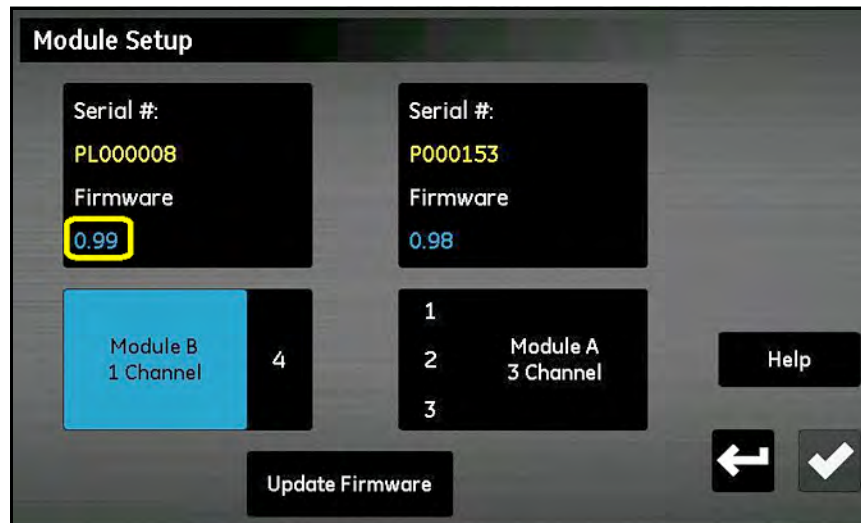 Module Setup
Serial #:
PL000008
Firmware
0.99
Serial #:
P000153
Firmware
0.98
Module B
1 Channel
4
1
2
3
Module A
3 Channel
Help
Update Firmware